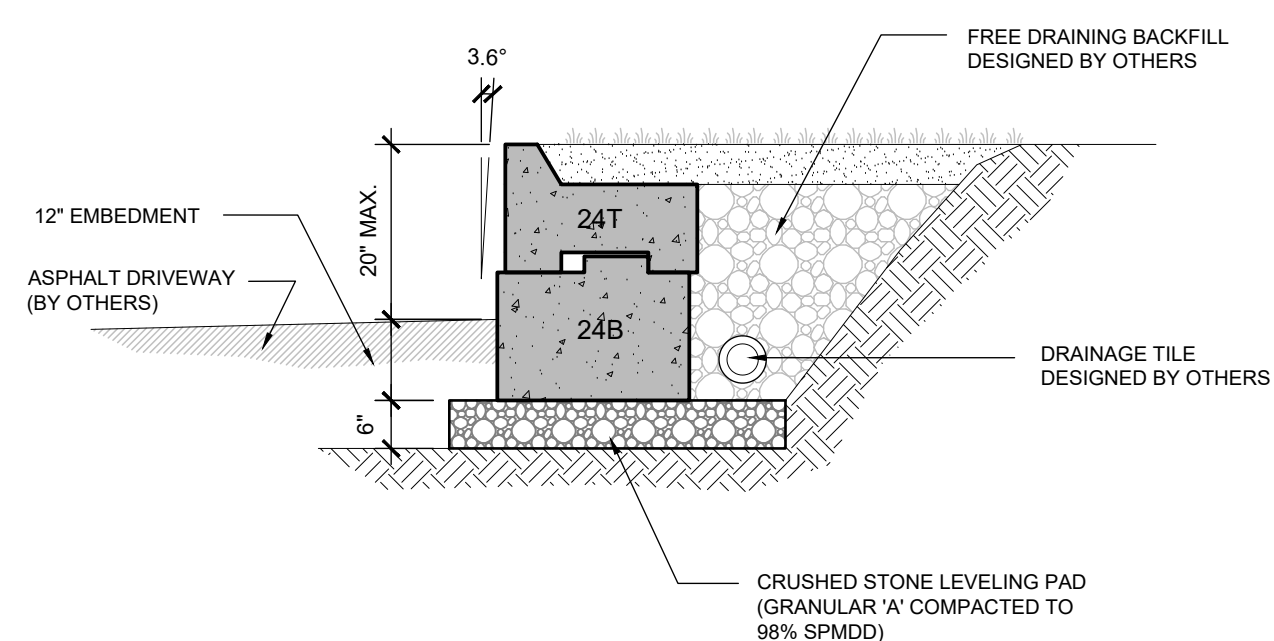 3.6°
FREE DRAINING BACKFILL
DESIGNED BY OTHERS
20" MAX.
12" EMBEDMENT
24T
ASPHALT DRIVEWAY
(BY OTHERS)
24B
DRAINAGE TILE
DESIGNED BY OTHERS
6"
CRUSHED STONE LEVELING PAD
(GRANULAR 'A' COMPACTED TO
98% SPMDD)